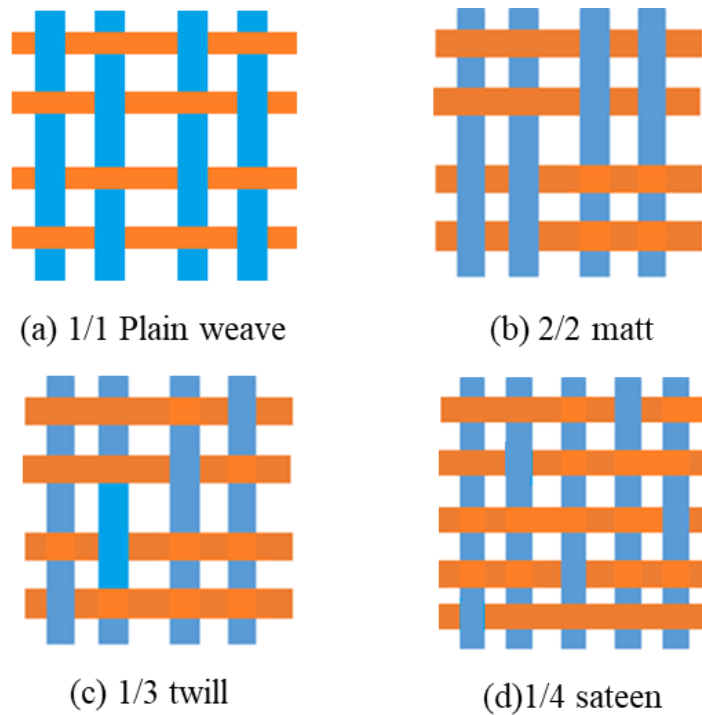 (a) 1/1 Plain weave
(b) 2/2 matt
(c) 1/3 twill
(d)1/4 sateen